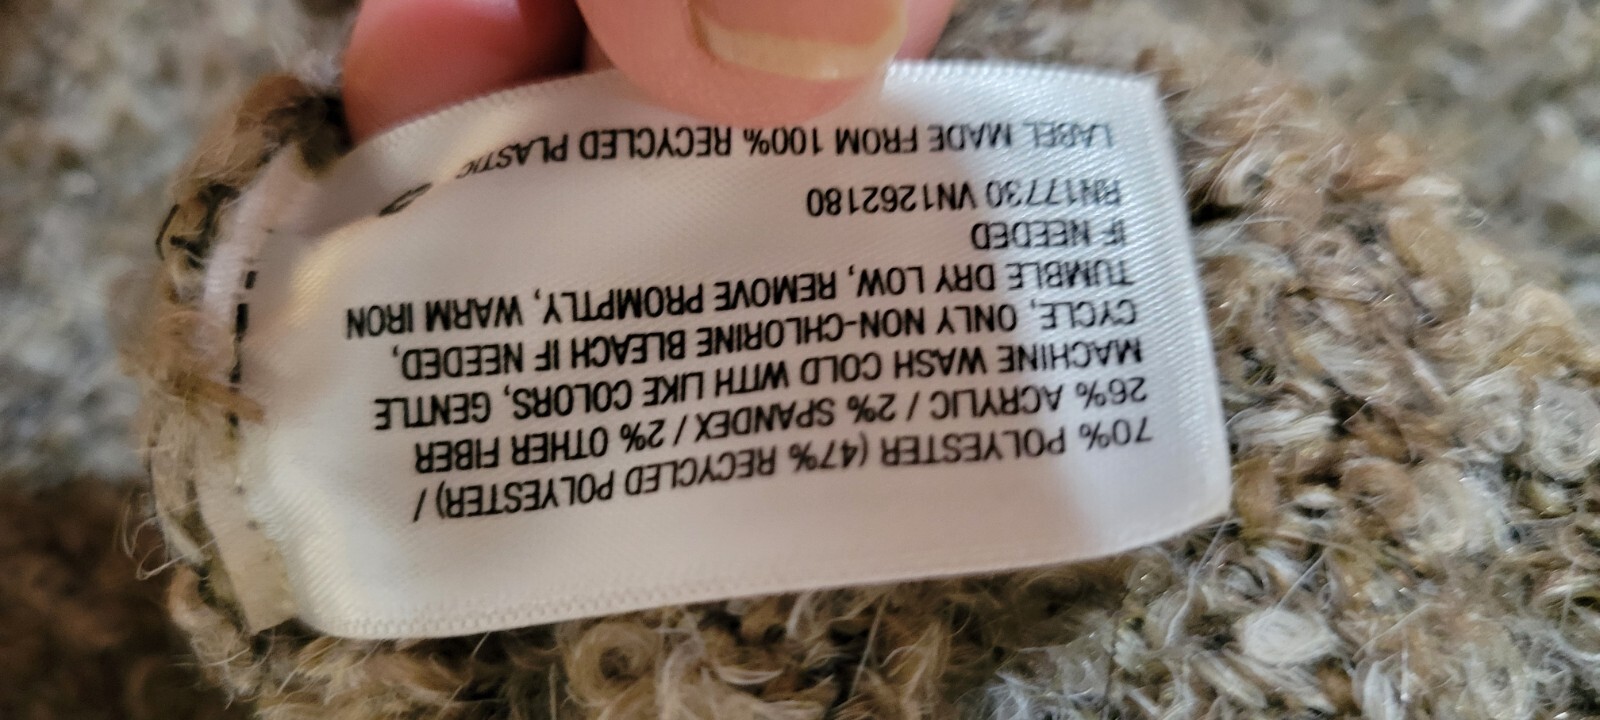 70% POLYESTER (47% RECYCLED POLYESTER) /
26% ACRYLIC / 2% SPANDEX / 2% OTHER FIBER
MACHINE WASH COLD WITH LIKE COLORS, GENTLE
CYCLE, ONLY NON-CHLORINE BLEACH IF NEEDED,
TUMBLE DRY LOW, REMOVE PROMPTLY, WARM IRON
IF NEEDED
RN17730 VN1262180
LABEL MADE FROM 100% RECYCLED PLASTIC